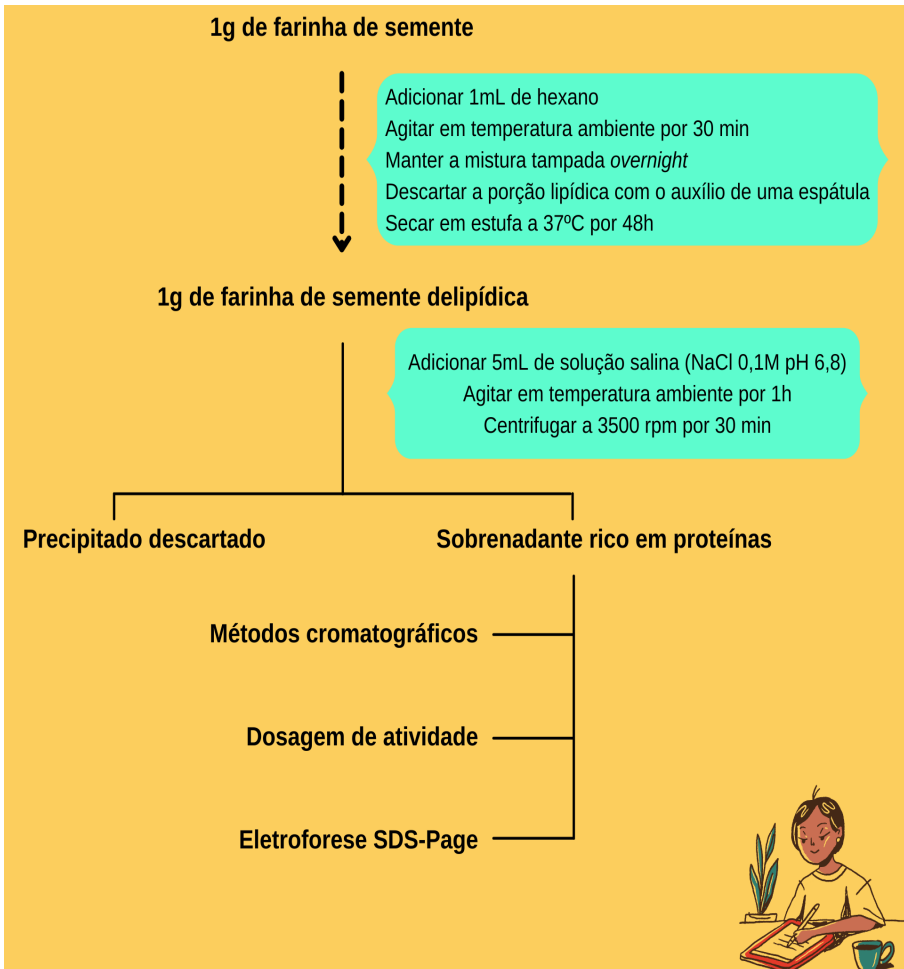 1g de farinha de semente
Adicionar 1mL de hexano
Agitar em temperatura ambiente por 30 min
Manter a mistura tampada overnight
Descartar a porção lipídica com o auxílio de uma espátula
Secar em estufa a 37ºC por 48h
1g de farinha de semente delipídica
Adicionar 5mL de solução salina (NaCl 0,1M pH 6,8)
Agitar em temperatura ambiente por 1h
Centrifugar a 3500 rpm por 30 min
Precipitado descartado
Sobrenadante rico em proteínas
Métodos cromatográficos
Dosagem de atividade
Eletroforese SDS-Page